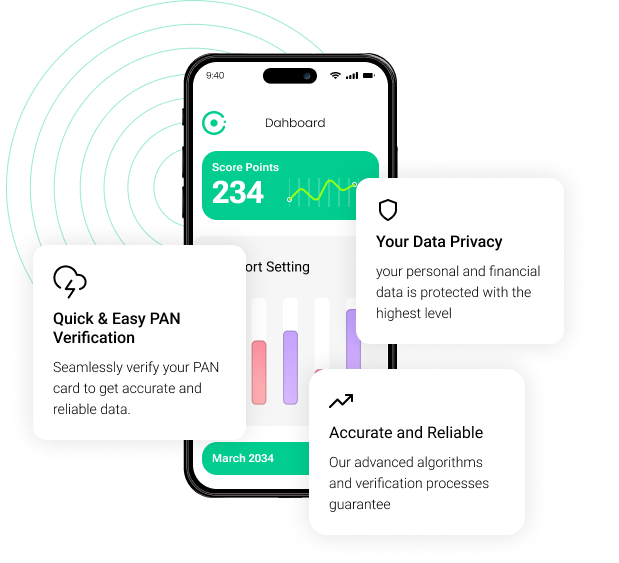 9:40
Dahboard
Score Points
234
Your Data Privacy
your personal and financial
data is protected with the
highest level
ort Setting
Quick & Easy PAN
Verification
Seamlessly verify your PAN
card to get accurate and
reliable data.
Accurate and Reliable
Our advanced algorithms
and verification processes
guarantee
March 2034